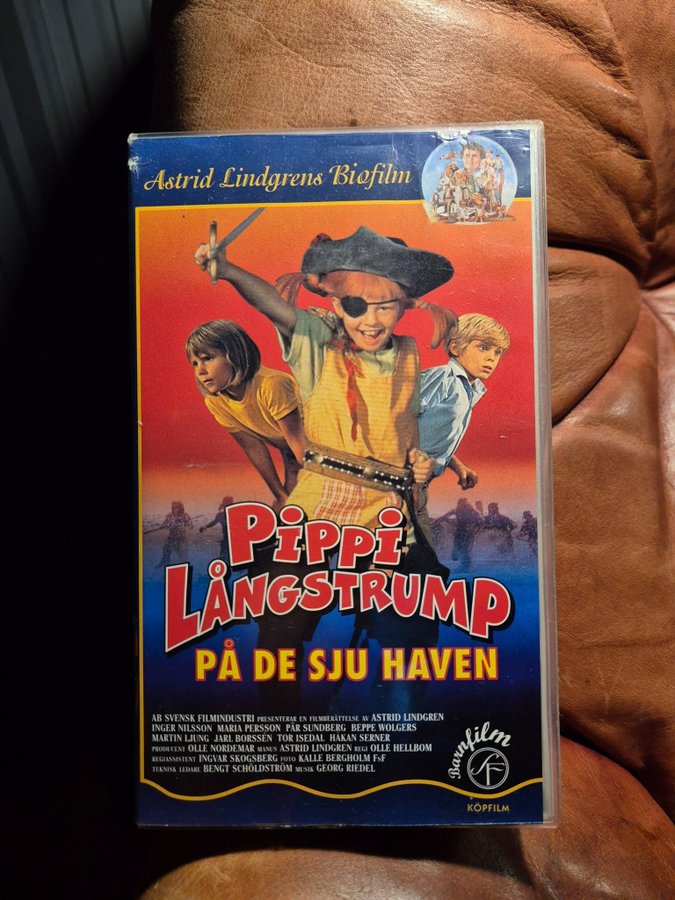 Astrid Lindgrens Biofilm
PIPPI
LÅNGSTRUMP
PÅ DE SJU HAVEN
AB SVENSK FILMINDUSTRI PRESENTERAR EN FILMBERÄTTELSE AV ASTRID LINDGREN
INGER NILSSON MARIA PERSSON PÄR SUNDBERG BEPPE WOLGERS
MARTIN LJUNG JARL BORSSÉN TOR ISEDAL HÅKAN SERNER
PRODUCENT OLLE NORDEMAR MANUS ASTRID LINDGREN REGI OLLE HELLBOM
REGIASSISTENT INGVAR SKOGSBERG FOTO KALLE BERGHOLM FsF
TEKNISK LEDARE BENGT SCHÖLDSTRÖM MUSIK GEORG RIEDEL
Barnfilm
SF
KÖPFILM